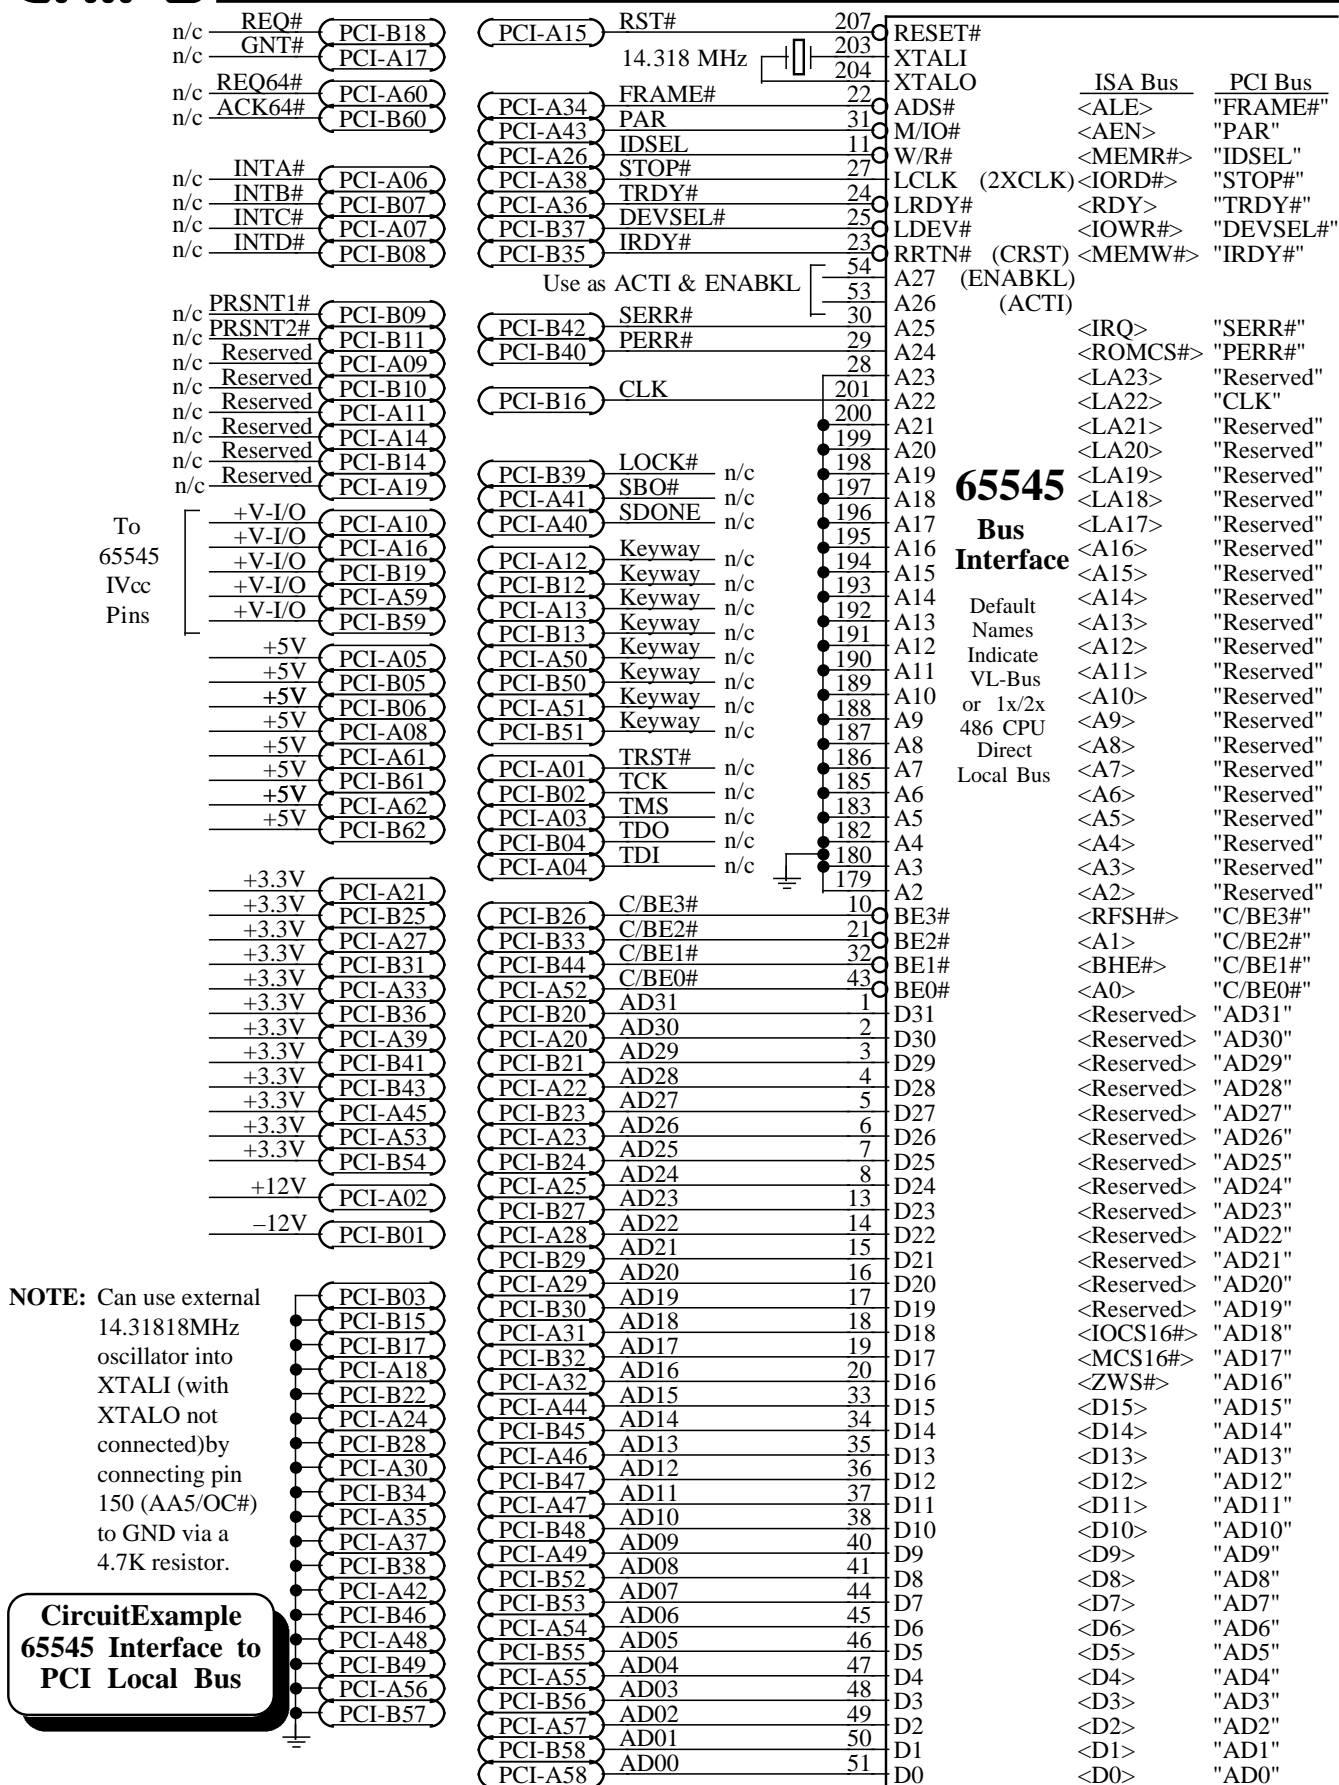 n/c REQ# PCI-B18
n/c GNT# PCI-A17
n/c REQ64# PCI-A60
n/c ACK64# PCI-B60
n/c INTA# PCI-A06
n/c INTB# PCI-B07
n/c INTC# PCI-A07
n/c INTD# PCI-B08
n/c PRSNT1# PCI-B09
n/c PRSNT2# PCI-B11
n/c Reserved PCI-A09
n/c Reserved PCI-B10
n/c Reserved PCI-A11
n/c Reserved PCI-A14
n/c Reserved PCI-B14
n/c Reserved PCI-A19
To
65545
IVcc
Pins
+V-I/O PCI-A10
+V-I/O PCI-A16
+V-I/O PCI-B19
+V-I/O PCI-A59
+V-I/O PCI-B59
+5V PCI-A05
+5V PCI-B05
+5V PCI-B06
+5V PCI-A08
+5V PCI-A61
+5V PCI-B61
+5V PCI-A62
+5V PCI-B62
+3.3V PCI-A21
+3.3V PCI-B25
+3.3V PCI-A27
+3.3V PCI-B31
+3.3V PCI-A33
+3.3V PCI-B36
+3.3V PCI-A39
+3.3V PCI-B41
+3.3V PCI-B43
+3.3V PCI-A45
+3.3V PCI-A53
+3.3V PCI-B54
+12V PCI-A02
–12V PCI-B01
NOTE: Can use external
14.31818MHz
oscillator into
XTALI (with
XTALO not
connected)by
connecting pin
150 (AA5/OC#)
to GND via a
4.7K resistor.
PCI-B03
PCI-B15
PCI-B17
PCI-A18
PCI-B22
PCI-A24
PCI-B28
PCI-A30
PCI-B34
PCI-A35
PCI-A37
PCI-B38
PCI-A42
PCI-B46
PCI-A48
PCI-B49
PCI-A56
PCI-B57
CircuitExample
65545 Interface to
PCI Local Bus
ISA Bus PCI Bus
PCI-A15 RST# 207 RESET#
14.318 MHz 203 XTALI
204 XTALO
PCI-A34 FRAME# 22 ADS# <ALE> "FRAME#"
PCI-A43 PAR 31 M/IO# <AEN> "PAR"
PCI-A26 IDSEL 11 W/R# <MEMR#> "IDSEL"
PCI-A38 STOP# 27 LCLK (2XCLK) <IORD#> "STOP#"
PCI-A36 TRDY# 24 LRDY# <RDY> "TRDY#"
PCI-B37 DEVSEL# 25 LDEV# <IOWR#> "DEVSEL#"
PCI-B35 IRDY# 23 RRTN# (CRST) <MEMW#> "IRDY#"
Use as ACTI & ENABKL
54 A27 (ENABKL)
53 A26 (ACTI)
PCI-B42 SERR# 30 A25 <IRQ> "SERR#"
PCI-B40 PERR# 29 A24 <ROMCS#> "PERR#"
28 A23 <LA23> "Reserved"
PCI-B16 CLK 201 A22 <LA22> "CLK"
200 A21 <LA21> "Reserved"
199 A20 <LA20> "Reserved"
198 A19 <LA19> "Reserved"
197 A18 <LA18> "Reserved"
196 A17 <LA17> "Reserved"
195 A16 <A16> "Reserved"
194 A15 <A15> "Reserved"
193 A14 <A14> "Reserved"
192 A13 <A13> "Reserved"
191 A12 <A12> "Reserved"
190 A11 <A11> "Reserved"
189 A10 <A10> "Reserved"
188 A9 <A9> "Reserved"
187 A8 <A8> "Reserved"
186 A7 <A7> "Reserved"
185 A6 <A6> "Reserved"
183 A5 <A5> "Reserved"
182 A4 <A4> "Reserved"
180 A3 <A3> "Reserved"
179 A2 <A2> "Reserved"
PCI-B39 LOCK# n/c
PCI-A41 SBO# n/c
PCI-A40 SDONE n/c
PCI-A12 Keyway n/c
PCI-B12 Keyway n/c
PCI-A13 Keyway n/c
PCI-B13 Keyway n/c
PCI-A50 Keyway n/c
PCI-B50 Keyway n/c
PCI-A51 Keyway n/c
PCI-B51 Keyway n/c
PCI-A01 TRST# n/c
PCI-B02 TCK n/c
PCI-A03 TMS n/c
PCI-B04 TDO n/c
PCI-A04 TDI n/c
65545
Bus
Interface
Default
Names
Indicate
VL-Bus
or 1x/2x
486 CPU
Direct
Local Bus
PCI-B26 C/BE3# 10 BE3# <RFSH#> "C/BE3#"
PCI-B33 C/BE2# 21 BE2# <A1> "C/BE2#"
PCI-B44 C/BE1# 32 BE1# <BHE#> "C/BE1#"
PCI-A52 C/BE0# 43 BE0# <A0> "C/BE0#"
PCI-B20 AD31 1 D31 <Reserved> "AD31"
PCI-A20 AD30 2 D30 <Reserved> "AD30"
PCI-B21 AD29 3 D29 <Reserved> "AD29"
PCI-A22 AD28 4 D28 <Reserved> "AD28"
PCI-B23 AD27 5 D27 <Reserved> "AD27"
PCI-A23 AD26 6 D26 <Reserved> "AD26"
PCI-B24 AD25 7 D25 <Reserved> "AD25"
PCI-A25 AD24 8 D24 <Reserved> "AD24"
PCI-B27 AD23 13 D23 <Reserved> "AD23"
PCI-A28 AD22 14 D22 <Reserved> "AD22"
PCI-B29 AD21 15 D21 <Reserved> "AD21"
PCI-A29 AD20 16 D20 <Reserved> "AD20"
PCI-B30 AD19 17 D19 <Reserved> "AD19"
PCI-A31 AD18 18 D18 <IOCS16#> "AD18"
PCI-B32 AD17 19 D17 <MCS16#> "AD17"
PCI-A32 AD16 20 D16 <ZWS#> "AD16"
PCI-A44 AD15 33 D15 <D15> "AD15"
PCI-B45 AD14 34 D14 <D14> "AD14"
PCI-A46 AD13 35 D13 <D13> "AD13"
PCI-B47 AD12 36 D12 <D12> "AD12"
PCI-A47 AD11 37 D11 <D11> "AD11"
PCI-B48 AD10 38 D10 <D10> "AD10"
PCI-A49 AD09 40 D9 <D9> "AD9"
PCI-B52 AD08 41 D8 <D8> "AD8"
PCI-B53 AD07 44 D7 <D7> "AD7"
PCI-A54 AD06 45 D6 <D6> "AD6"
PCI-B55 AD05 46 D5 <D5> "AD5"
PCI-A55 AD04 47 D4 <D4> "AD4"
PCI-B56 AD03 48 D3 <D3> "AD3"
PCI-A57 AD02 49 D2 <D2> "AD2"
PCI-B58 AD01 50 D1 <D1> "AD1"
PCI-A58 AD00 51 D0 <D0> "AD0"